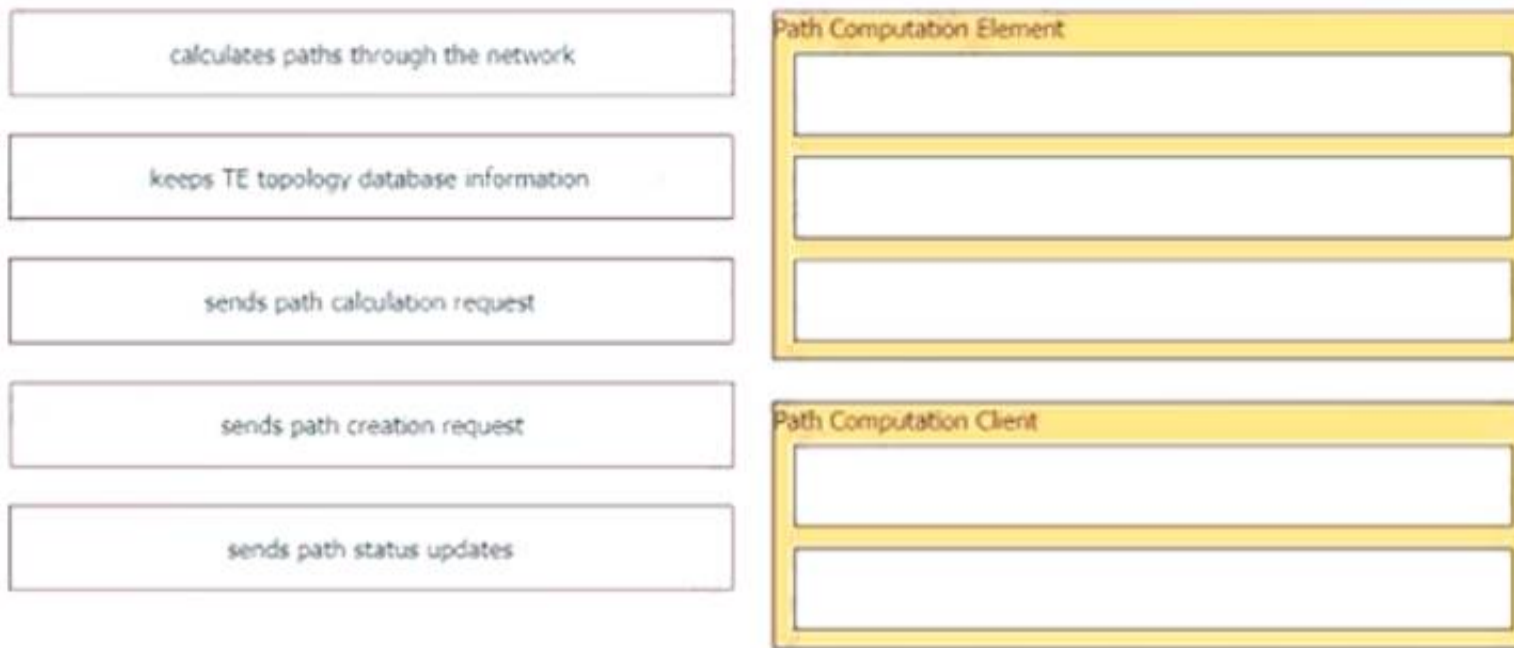 calculates paths through the network
keeps TE topology database information
sends path calculation request
sends path creation request
sends path status updates
Path Computation Element
Path Computation Client